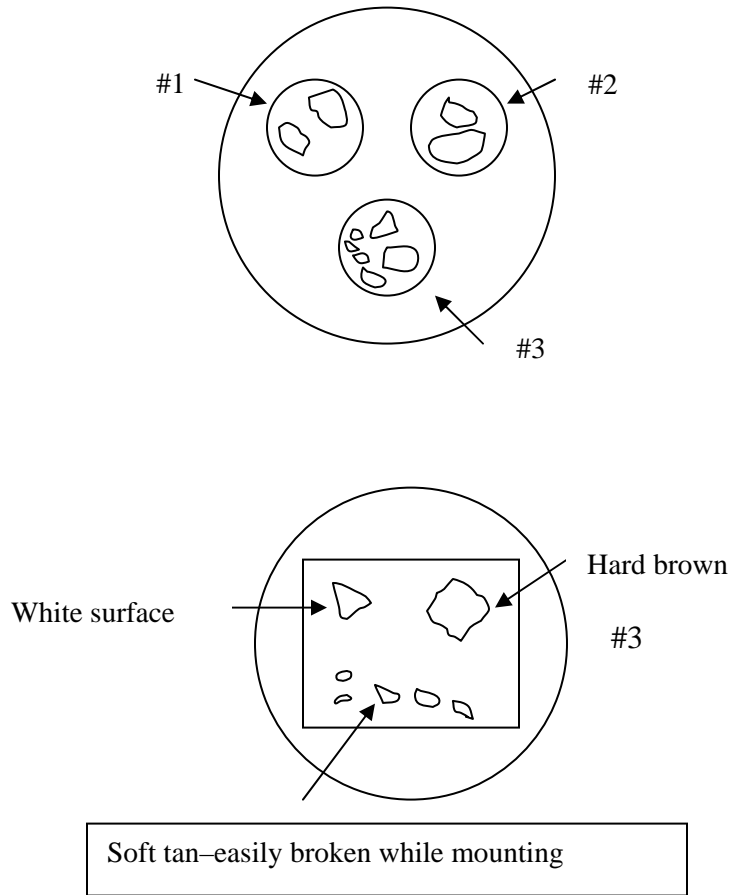 #1
#2
#3
Hard brown
White surface
#3
Soft tan–easily broken while mounting